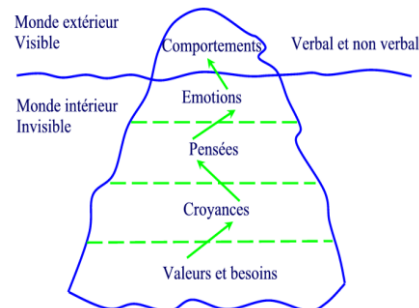 Monde extérieur
Visible
Comportements
Verbal et non verbal
Monde intérieur
Invisible
Emotions
Pensées
Croyances
Valeurs et besoins